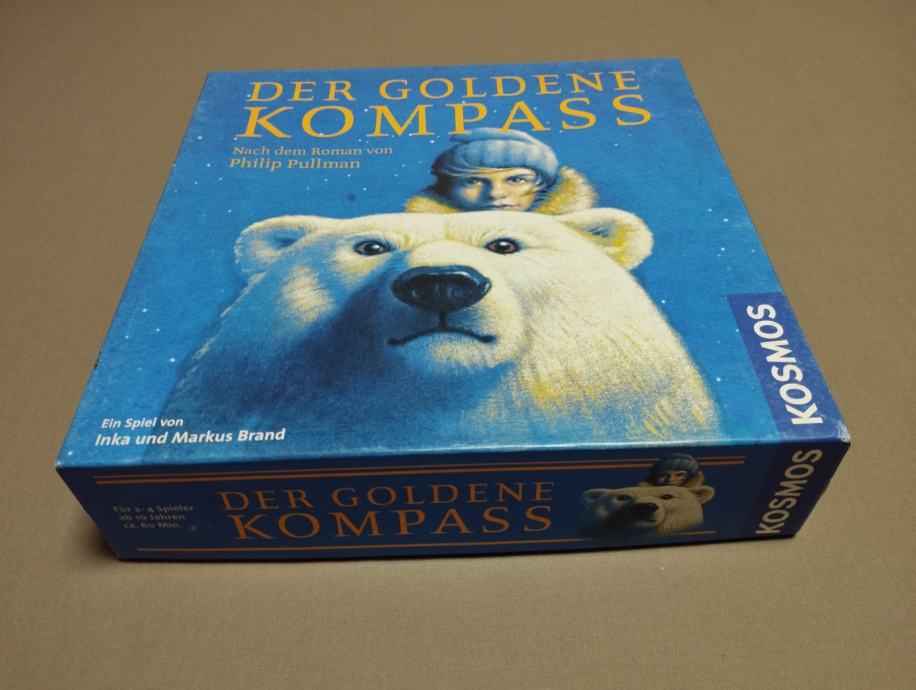 DER GOLDENE
KOMPASS
Nach dem Roman von
Philip Pullman
KOSMOS
Ein Spiel von
Inka und Markus Brand
Für 2-4 Spieler
ab 10 Jahren
ca. 60 Min.
DER GOLDENE
KOMPASS
KOSMOS